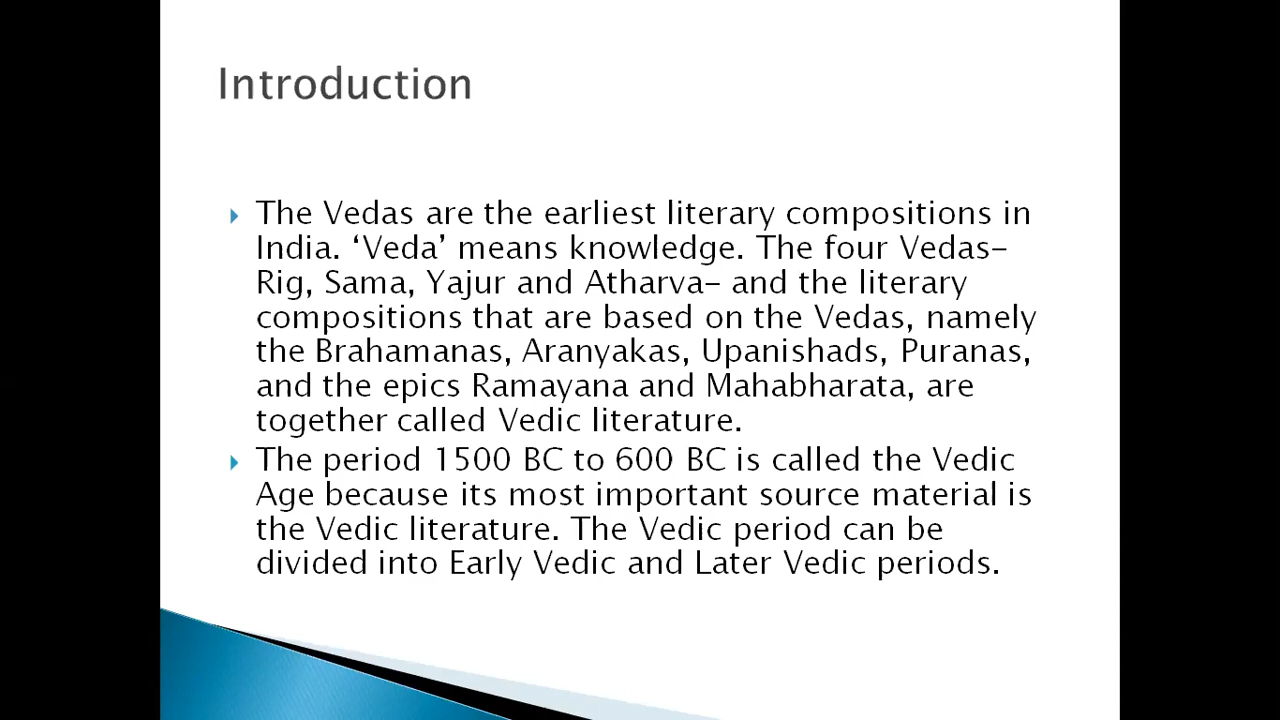 Introduction
The Vedas are the earliest literary compositions in
India. ‘Veda’ means knowledge. The four Vedas–
Rig, Sama, Yajur and Atharva– and the literary
compositions that are based on the Vedas, namely
the Brahamanas, Aranyakas, Upanishads, Puranas,
and the epics Ramayana and Mahabharata, are
together called Vedic literature.
The period 1500 BC to 600 BC is called the Vedic
Age because its most important source material is
the Vedic literature. The Vedic period can be
divided into Early Vedic and Later Vedic periods.